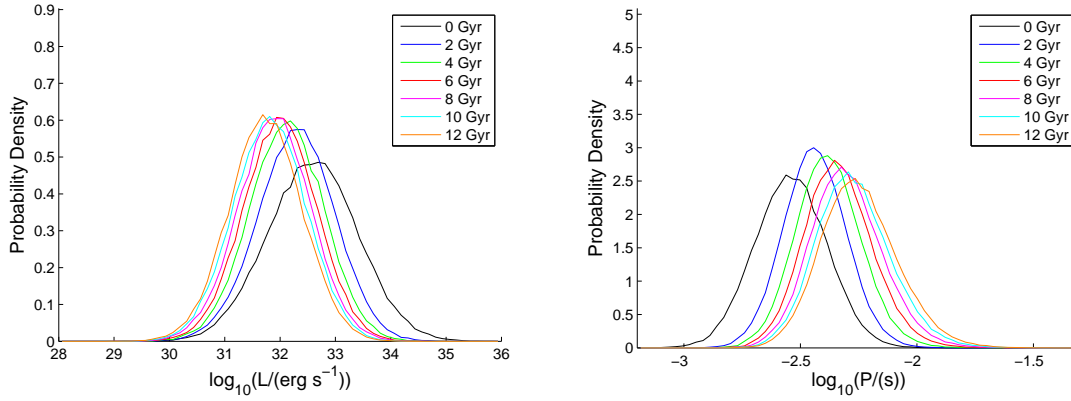 0.9
0.8
0.7
0.6
0.5
0.4
0.3
0.2
0.1
0
Probability Density
28 29 30 31 32 33 34 35 36
log₁₀(L/(erg s⁻¹))
0 Gyr
2 Gyr
4 Gyr
6 Gyr
8 Gyr
10 Gyr
12 Gyr
5
4.5
4
3.5
3
2.5
2
1.5
1
0.5
0
Probability Density
−3 −2.5 −2 −1.5
log₁₀(P/(s))
0 Gyr
2 Gyr
4 Gyr
6 Gyr
8 Gyr
10 Gyr
12 Gyr